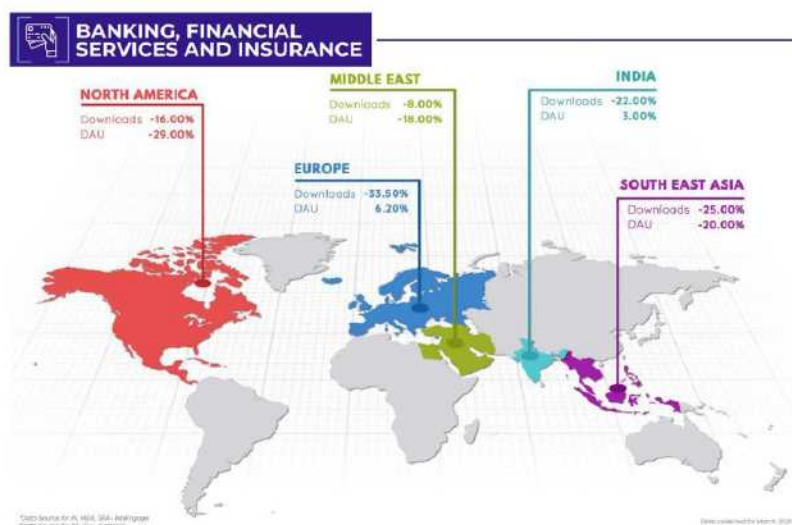 BANKING, FINANCIAL
SERVICES AND INSURANCE
NORTH AMERICA
Downloads -16.00%
DAU -29.00%
MIDDLE EAST
Downloads -8.00%
DAU -18.00%
INDIA
Downloads -22.00%
DAU 3.00%
EUROPE
Downloads -33.50%
DAU 6.20%
SOUTH EAST ASIA
Downloads -25.00%
DAU -20.00%